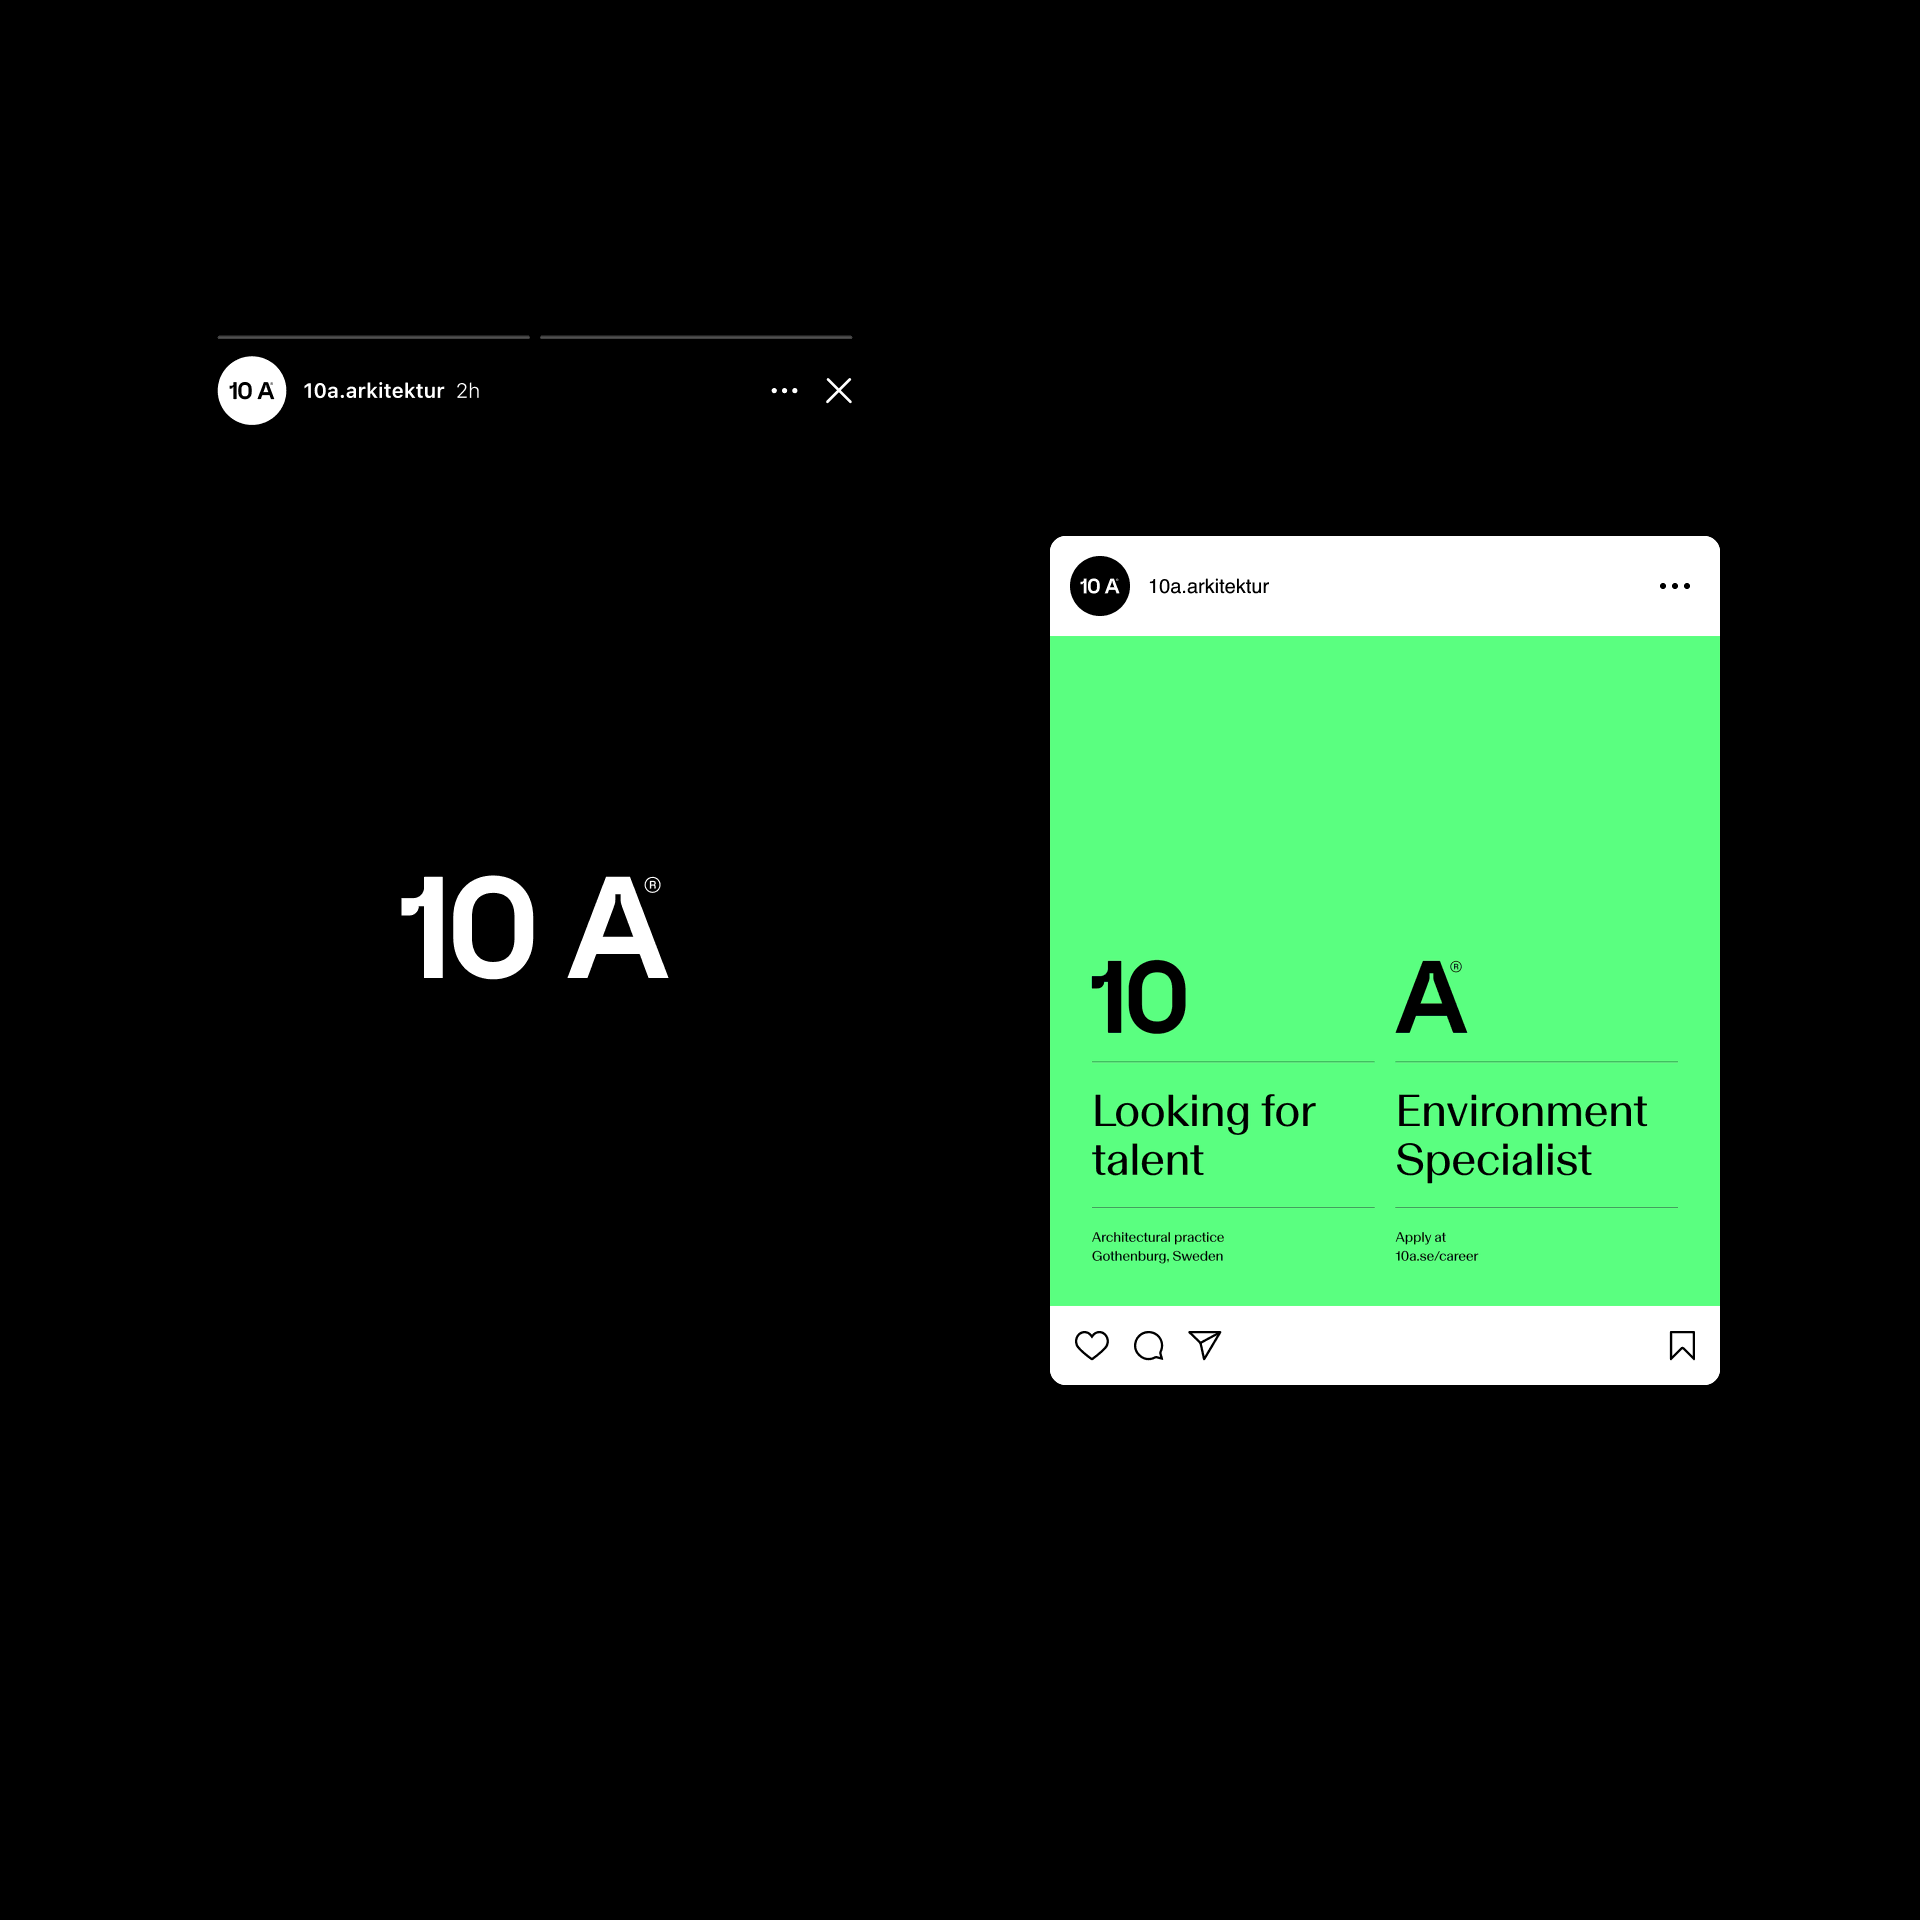 10 A
10a.arkitektur 2h
10 A®
10 A
10a.arkitektur
10 A®
Looking for
talent
Environment
Specialist
Architectural practice
Gothenburg, Sweden
Apply at
10a.se/career